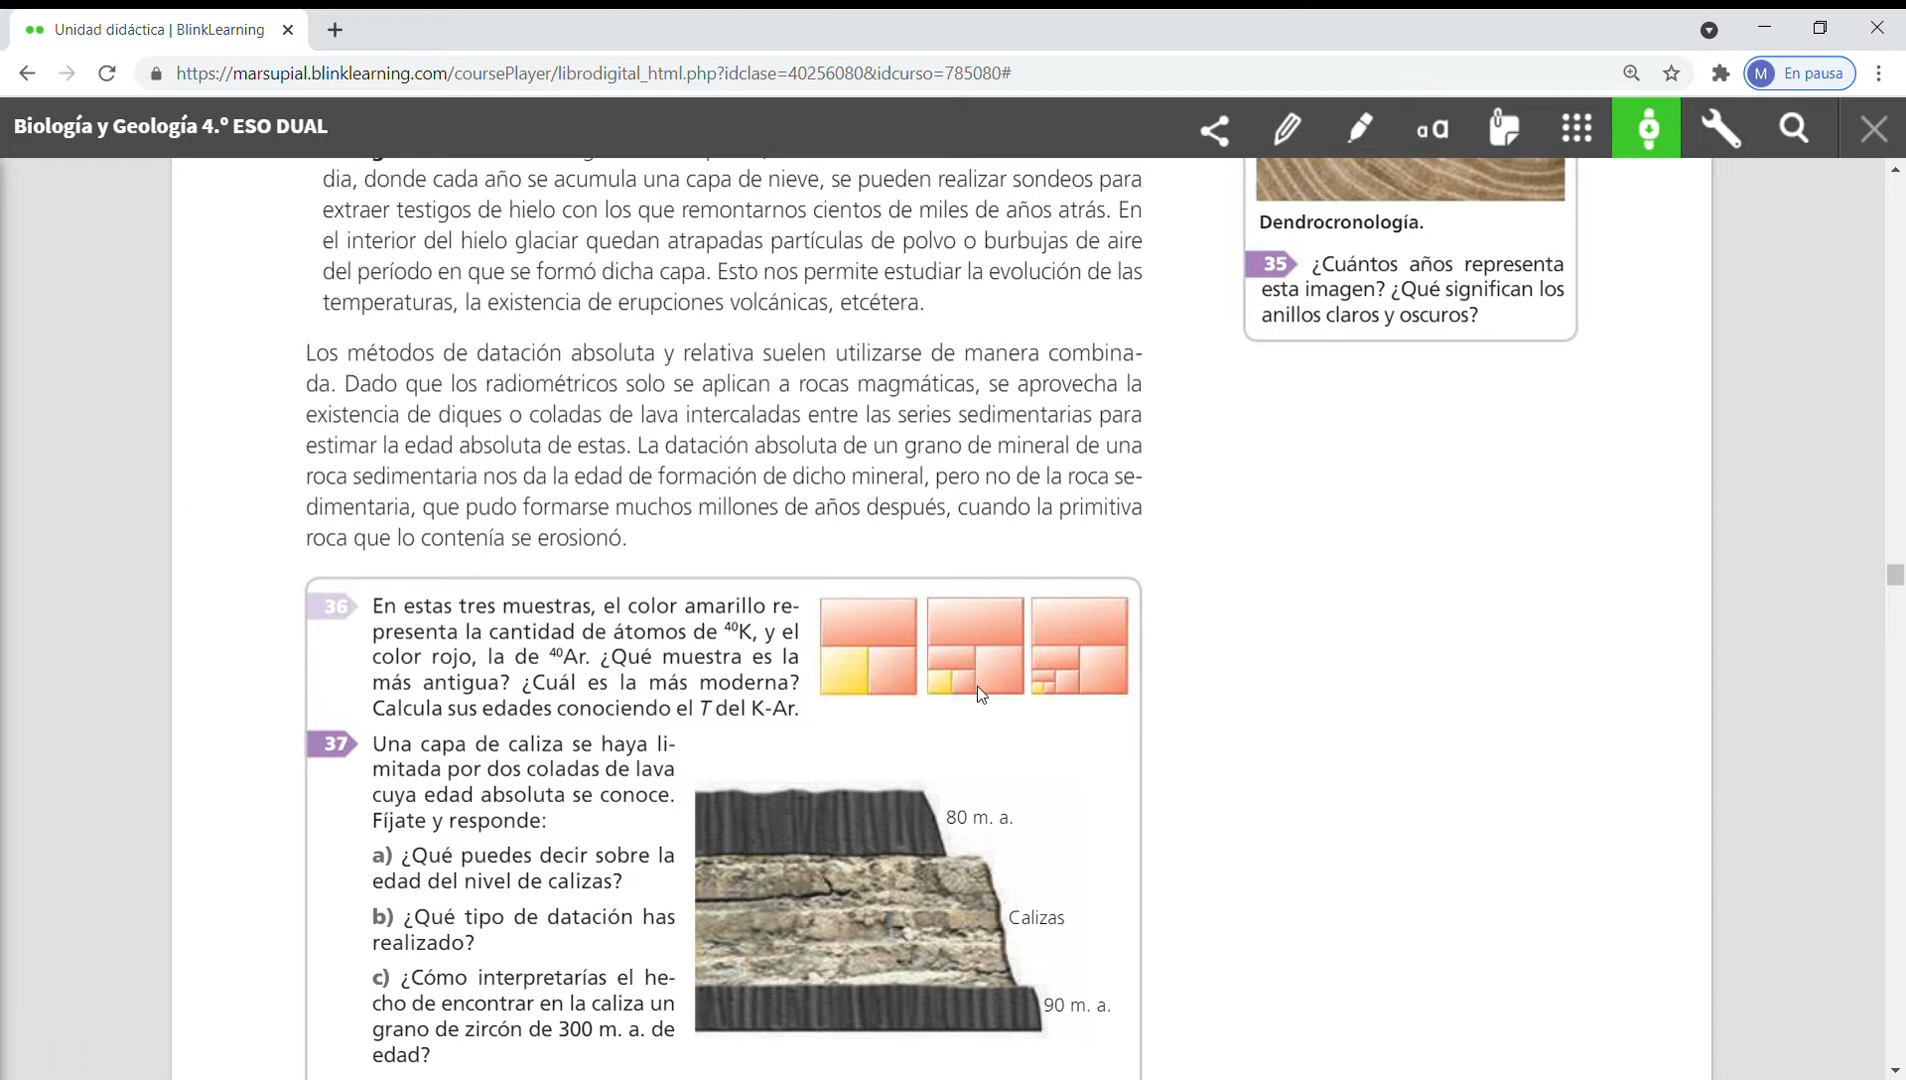 Unidad didáctica | BlinkLearning
https://marsupial.blinklearning.com/coursePlayer/librodigital_html.php?idclase=40256080&idcurso=785080#
M En pausa
Biología y Geología 4.º ESO DUAL
a a
dia, donde cada año se acumula una capa de nieve, se pueden realizar sondeos para
extraer testigos de hielo con los que remontarnos cientos de miles de años atrás. En
el interior del hielo glaciar quedan atrapadas partículas de polvo o burbujas de aire
del período en que se formó dicha capa. Esto nos permite estudiar la evolución de las
temperaturas, la existencia de erupciones volcánicas, etcétera.
Los métodos de datación absoluta y relativa suelen utilizarse de manera combina-
da. Dado que los radiométricos solo se aplican a rocas magmáticas, se aprovecha la
existencia de diques o coladas de lava intercaladas entre las series sedimentarias para
estimar la edad absoluta de estas. La datación absoluta de un grano de mineral de una
roca sedimentaria nos da la edad de formación de dicho mineral, pero no de la roca se-
dimentaria, que pudo formarse muchos millones de años después, cuando la primitiva
roca que lo contenía se erosionó.
Dendrocronología.
35 ¿Cuántos años representa
esta imagen? ¿Qué significan los
anillos claros y oscuros?
36 En estas tres muestras, el color amarillo re-
presenta la cantidad de átomos de ⁴⁰K, y el
color rojo, la de ⁴⁰Ar. ¿Qué muestra es la
más antigua? ¿Cuál es la más moderna?
Calcula sus edades conociendo el T del K-Ar.
37 Una capa de caliza se haya li-
mitada por dos coladas de lava
cuya edad absoluta se conoce.
Fíjate y responde:
a) ¿Qué puedes decir sobre la
edad del nivel de calizas?
b) ¿Qué tipo de datación has
realizado?
c) ¿Cómo interpretarías el he-
cho de encontrar en la caliza un
grano de zircón de 300 m. a. de
edad?
80 m. a.
Calizas
90 m. a.